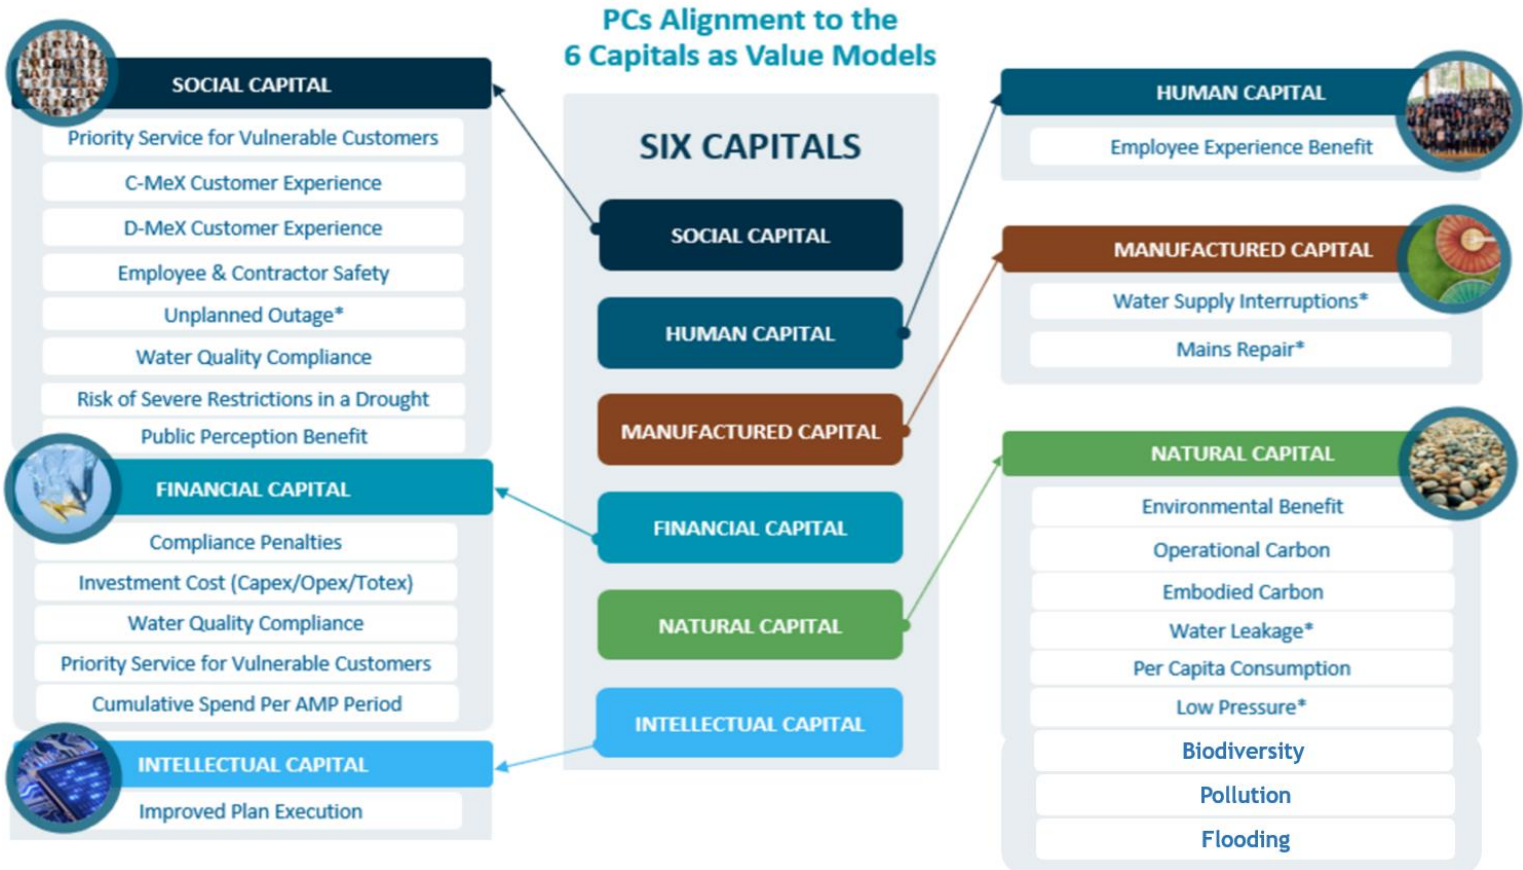 PCs Alignment to the
6 Capitals as Value Models
SOCIAL CAPITAL
Priority Service for Vulnerable Customers
C-MeX Customer Experience
D-MeX Customer Experience
Employee & Contractor Safety
Unplanned Outage*
Water Quality Compliance
Risk of Severe Restrictions in a Drought
Public Perception Benefit
FINANCIAL CAPITAL
Compliance Penalties
Investment Cost (Capex/Opex/Totex)
Water Quality Compliance
Priority Service for Vulnerable Customers
Cumulative Spend Per AMP Period
INTELLECTUAL CAPITAL
Improved Plan Execution
SIX CAPITALS
SOCIAL CAPITAL
HUMAN CAPITAL
MANUFACTURED CAPITAL
FINANCIAL CAPITAL
NATURAL CAPITAL
INTELLECTUAL CAPITAL
HUMAN CAPITAL
Employee Experience Benefit
MANUFACTURED CAPITAL
Water Supply Interruptions*
Mains Repair*
NATURAL CAPITAL
Environmental Benefit
Operational Carbon
Embodied Carbon
Water Leakage*
Per Capita Consumption
Low Pressure*
Biodiversity
Pollution
Flooding